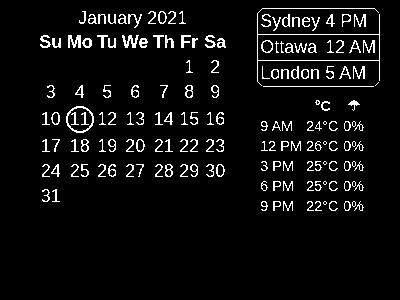 January 2021
Su Mo Tu We Th Fr Sa
1 2
3 4 5 6 7 8 9
10 11 12 13 14 15 16
17 18 19 20 21 22 23
24 25 26 27 28 29 30
31
Sydney 4 PM
Ottawa 12 AM
London 5 AM
°C ☂
9 AM 24°C 0%
12 PM 26°C 0%
3 PM 25°C 0%
6 PM 25°C 0%
9 PM 22°C 0%